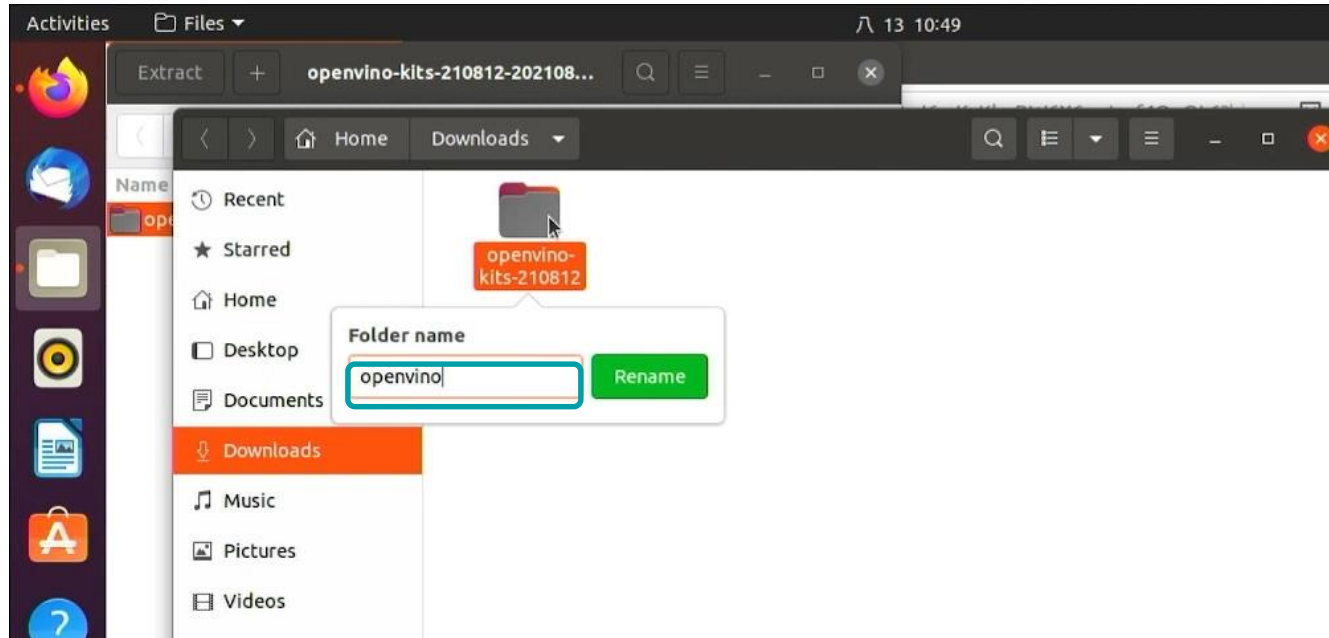 Activities Files 八 13 10:49
Extract + openvino-kits-210812-202108...
Home Downloads
Name
ope
Recent
Starred
Home
Desktop
Documents
Downloads
Music
Pictures
Videos
openvino-
kits-210812
Folder name
openvino
Rename